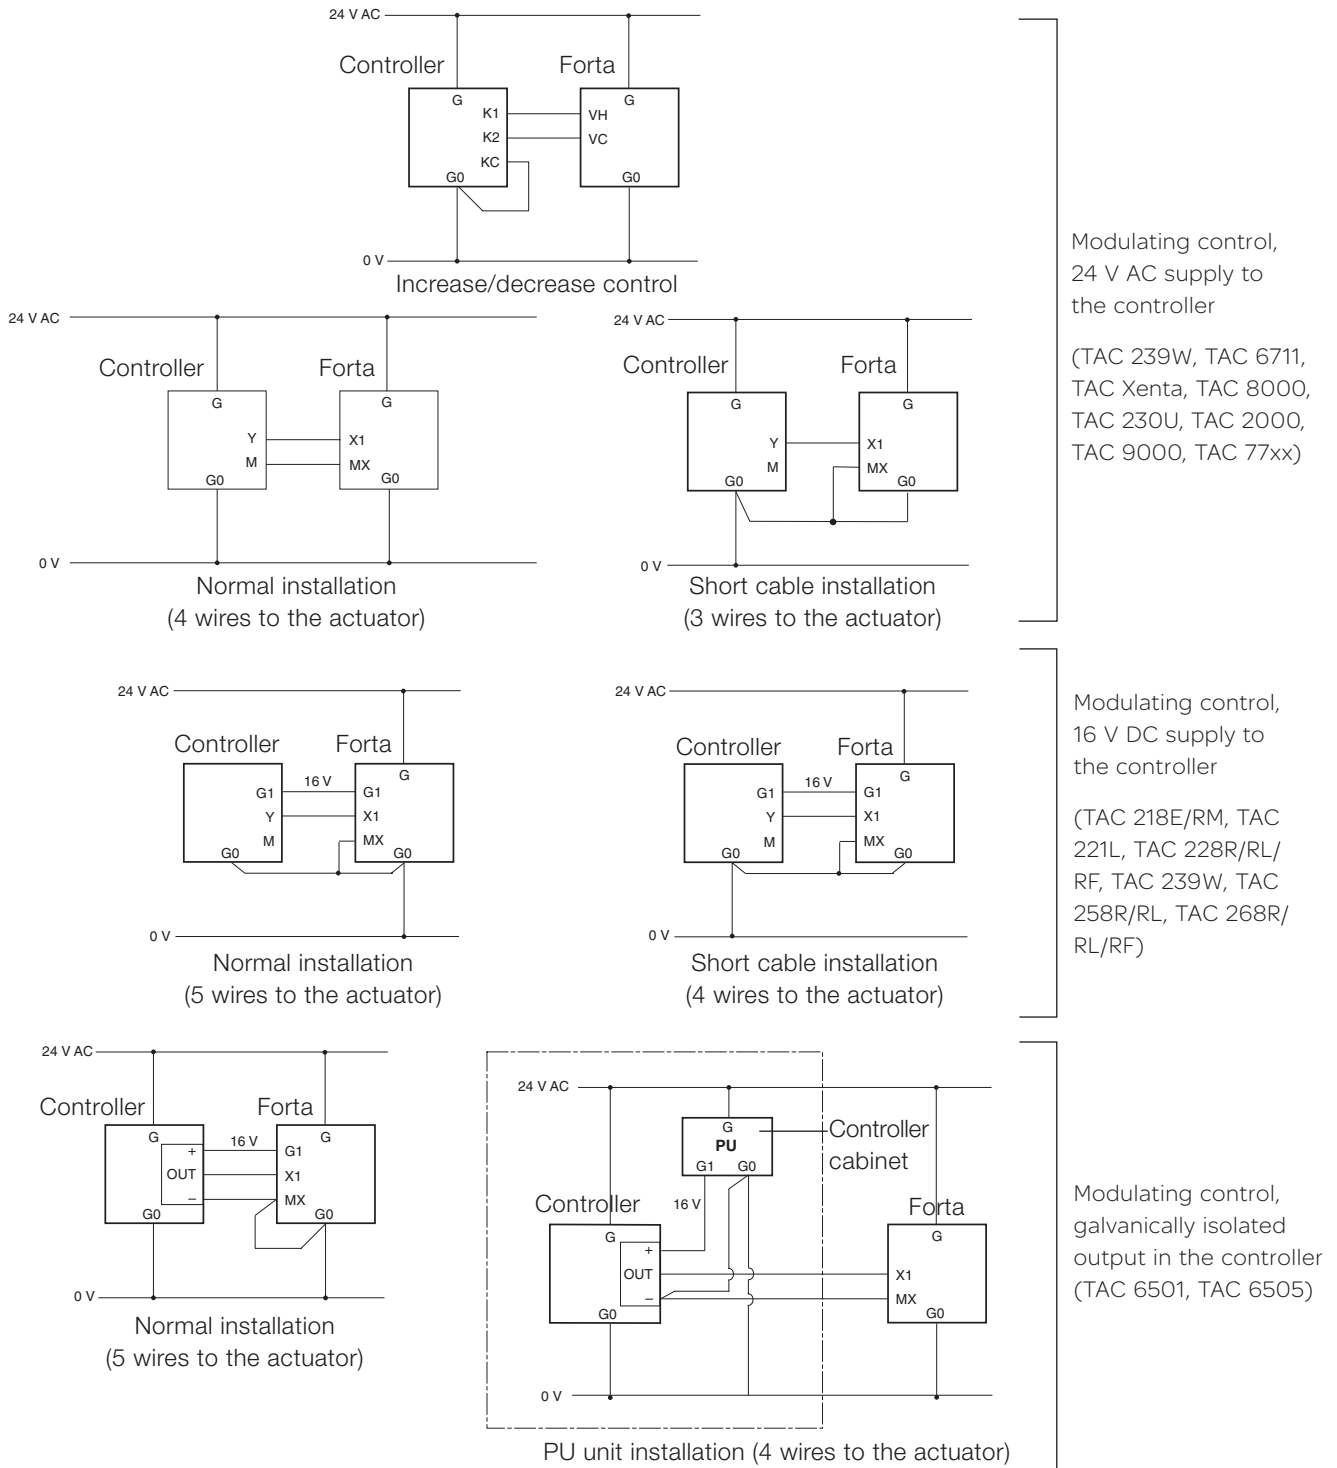 24 V AC
Controller
Forta
G
G
K1
VH
K2
VC
KC
G0
G0
0 V
Increase/decrease control
24 V AC
Controller
Forta
G
G
Y
X1
M
MX
G0
G0
0 V
Normal installation
(4 wires to the actuator)
24 V AC
Controller
Forta
G
G
Y
X1
M
MX
G0
G0
0 V
Short cable installation
(3 wires to the actuator)
Modulating control,
24 V AC supply to
the controller
(TAC 239W, TAC 6711,
TAC Xenta, TAC 8000,
TAC 230U, TAC 2000,
TAC 9000, TAC 77xx)
24 V AC
Controller
Forta
G
G1
16 V
G1
Y
X1
M
MX
G0
G0
0 V
Normal installation
(5 wires to the actuator)
24 V AC
Controller
Forta
G
G1
16 V
G1
Y
X1
M
MX
G0
G0
0 V
Short cable installation
(4 wires to the actuator)
Modulating control,
16 V DC supply to
the controller
(TAC 218E/RM, TAC
221L, TAC 228R/RL/
RF, TAC 239W, TAC
258R/RL, TAC 268R/
RL/RF)
24 V AC
Controller
Forta
G
G
+
16 V
G1
OUT
X1
–
MX
G0
G0
0 V
Normal installation
(5 wires to the actuator)
24 V AC
G
PU
G1
G0
Controller
cabinet
16 V
Controller
Forta
G
G
+
OUT
X1
–
MX
G0
G0
0 V
PU unit installation (4 wires to the actuator)
Modulating control,
galvanically isolated
output in the controller
(TAC 6501, TAC 6505)